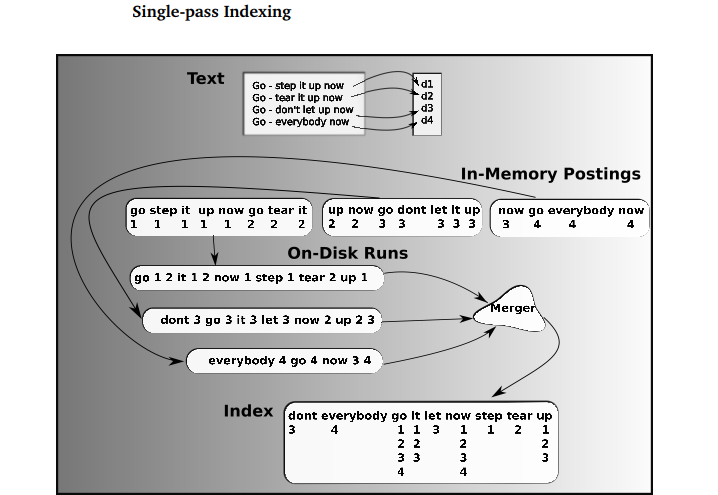 Single-pass Indexing
Text
Go - step it up now
Go - tear it up now
Go - don't let up now
Go - everybody now
d1
d2
d3
d4
In-Memory Postings
go step it up now go tear it
1 1 1 1 1 2 2 2
up now go dont let it up
2 2 3 3 3 3 3
now go everybody now
3 4 4 4
On-Disk Runs
go 1 2 it 1 2 now 1 step 1 tear 2 up 1
dont 3 go 3 it 3 let 3 now 2 up 2 3
everybody 4 go 4 now 3 4
Merger
Index
dont everybody go it let now step tear up
3 4 1 1 3 1 1 2 1
2 2 2 2
3 3 3 3
4 4